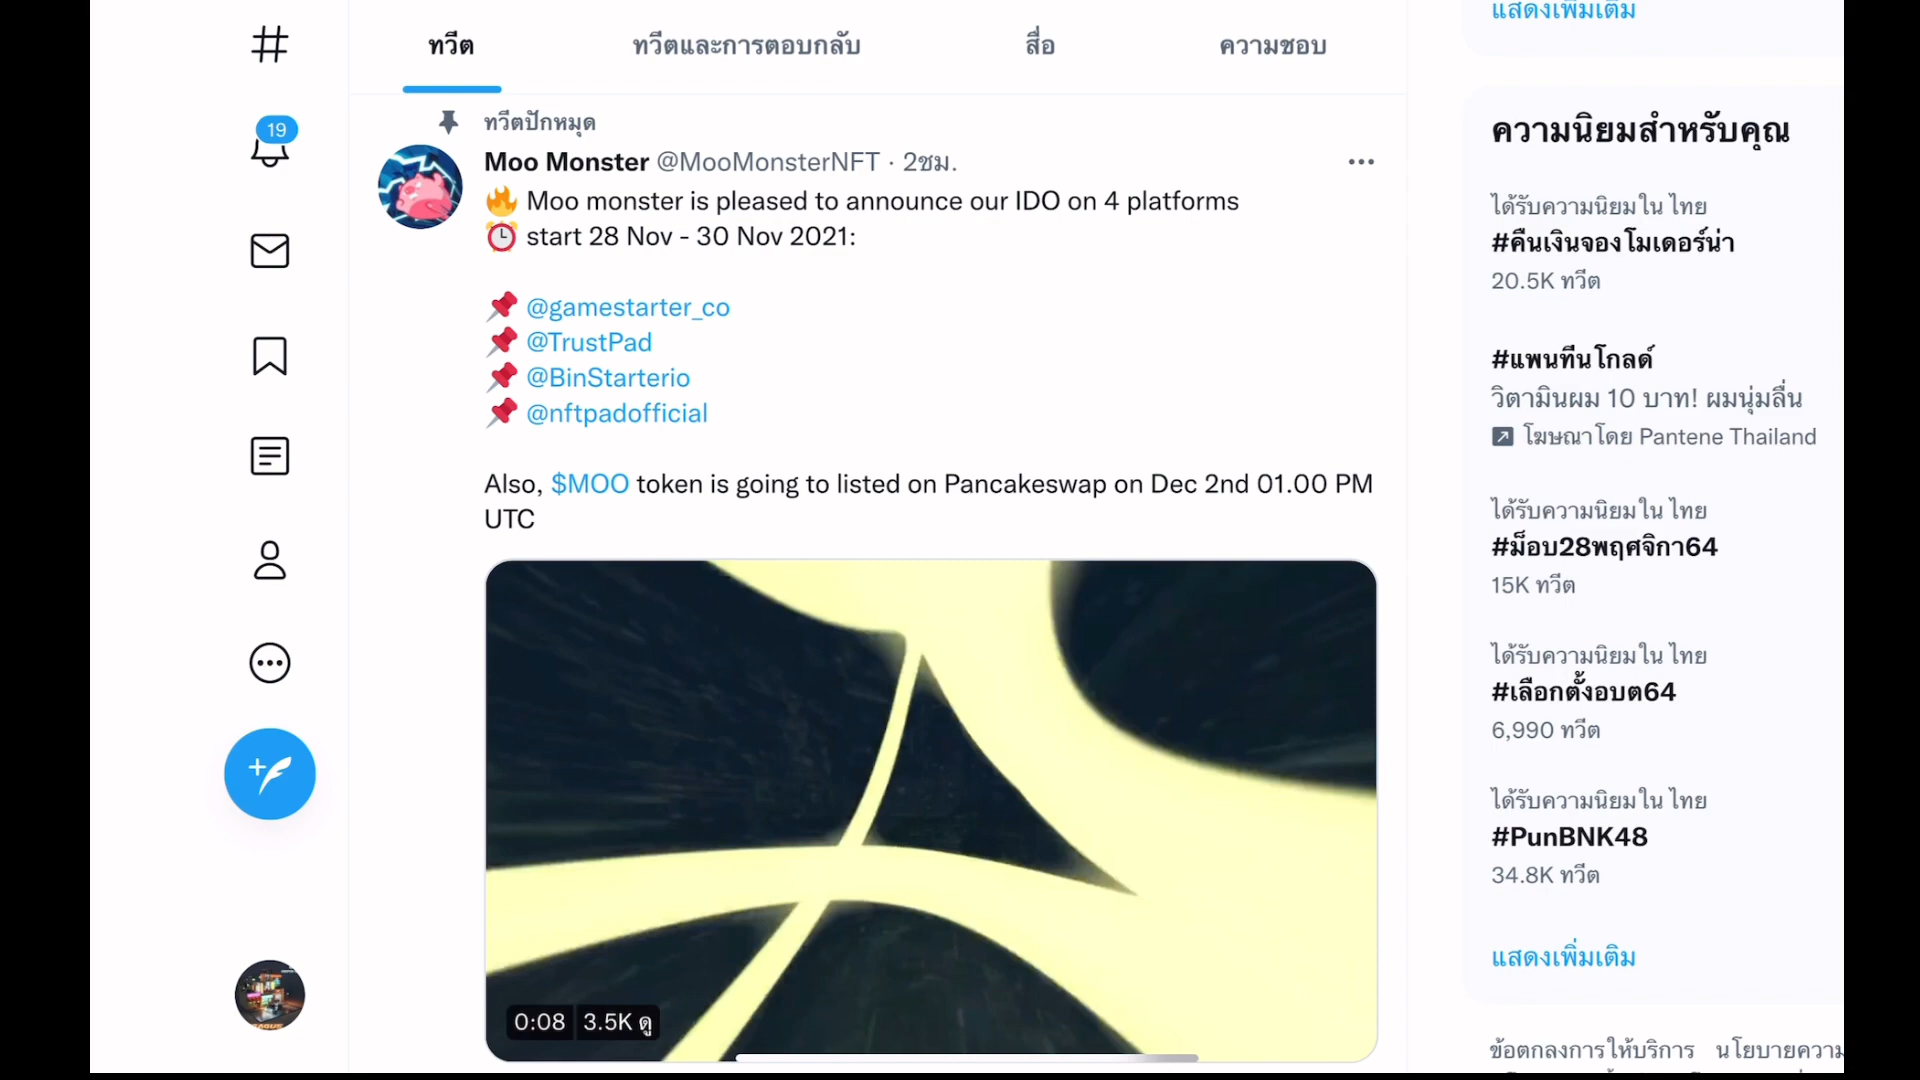 ทวีต
ทวีตและการตอบกลับ
สื่อ
ความชอบ
19
ทวีตปักหมุด
Moo Monster @MooMonsterNFT · 2ชม.
🔥 Moo monster is pleased to announce our IDO on 4 platforms
⏰ start 28 Nov - 30 Nov 2021:
📌 @gamestarter_co
📌 @TrustPad
📌 @BinStarterio
📌 @nftpadofficial
Also, $MOO token is going to listed on Pancakeswap on Dec 2nd 01.00 PM
UTC
0:08 3.5K ดู
แสดงเพิ่มเติม
ความนิยมสำหรับคุณ
ได้รับความนิยมใน ไทย
#คืนเงินจองโมเดอร์น่า
20.5K ทวีต
#แพนทีนโกลด์
วิตามินผม 10 บาท! ผมนุ่มลื่น
โฆษณาโดย Pantene Thailand
ได้รับความนิยมใน ไทย
#ม็อบ28พฤศจิกา64
15K ทวีต
ได้รับความนิยมใน ไทย
#เลือกตั้งอบต64
6,990 ทวีต
ได้รับความนิยมใน ไทย
#PunBNK48
34.8K ทวีต
แสดงเพิ่มเติม
ข้อตกลงการให้บริการ นโยบายความ